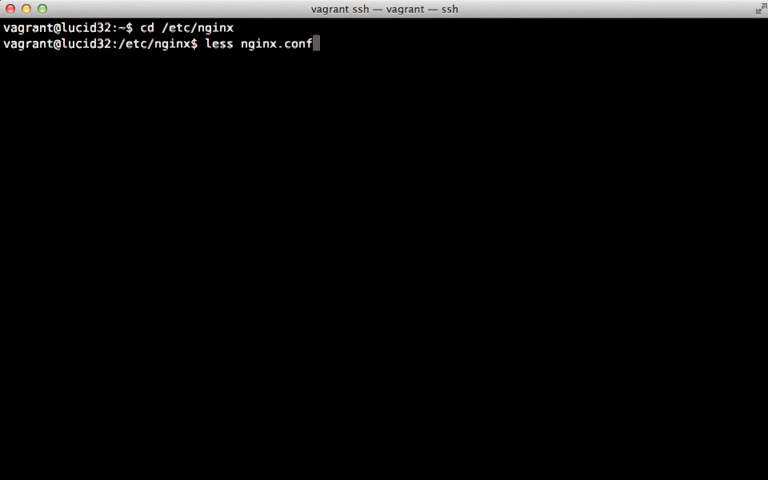 vagrant ssh — vagrant — ssh
vagrant@lucid32:~$ cd /etc/nginx
vagrant@lucid32:/etc/nginx$ less nginx.conf